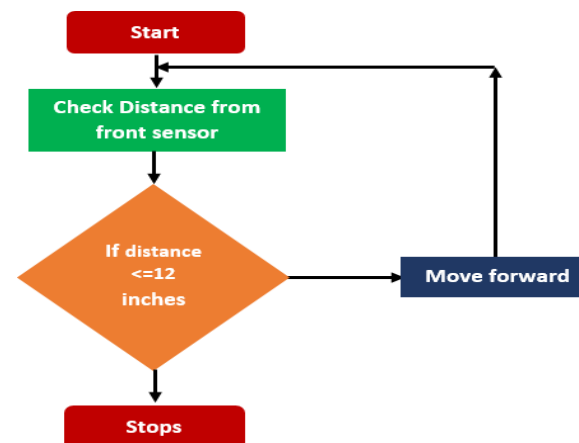 Start
Check Distance from
front sensor
If distance
<=12
inches
Move forward
Stops